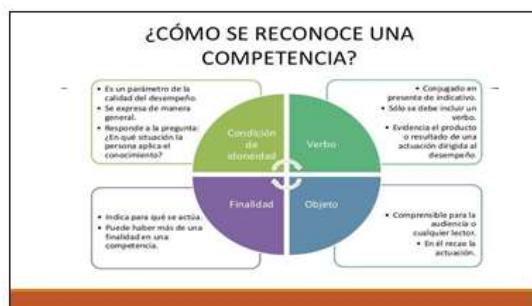 ¿CÓMO SE RECONOCE UNA
COMPETENCIA?
• Es un parámetro de la
calidad del desempeño.
• Se expresa de manera
general.
• Responde a la pregunta:
¿En qué situación la
persona aplica el
conocimiento?
• Conjugado en
presente de indicativo.
• Sólo se debe incluir un
verbo.
• Evidencia el producto
o resultado de una
actuación dirigida al
desempeño.
Condición
de
idoneidad
Verbo
Finalidad
Objeto
• Indica para qué se actúa.
• Puede haber más de una
finalidad en una
competencia.
• Comprensible para la
audiencia o
cualquier lector.
• En él recae la
actuación.